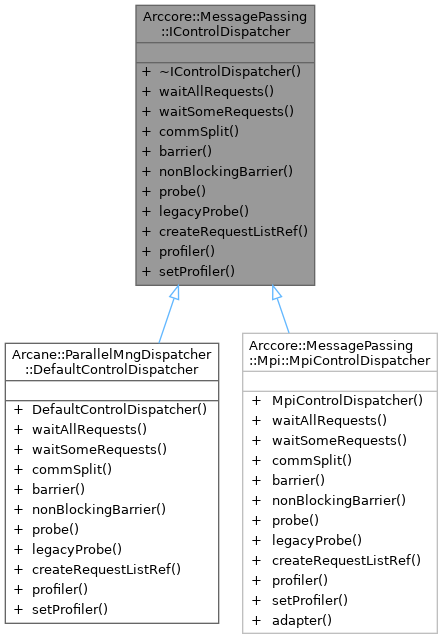 Arccore::MessagePassing
::IControlDispatcher
+ ~IControlDispatcher()
+ waitAllRequests()
+ waitSomeRequests()
+ commSplit()
+ barrier()
+ nonBlockingBarrier()
+ probe()
+ legacyProbe()
+ createRequestListRef()
+ profiler()
+ setProfiler()
Arcane::ParallelMngDispatcher
::DefaultControlDispatcher
+ DefaultControlDispatcher()
+ waitAllRequests()
+ waitSomeRequests()
+ commSplit()
+ barrier()
+ nonBlockingBarrier()
+ probe()
+ legacyProbe()
+ createRequestListRef()
+ profiler()
+ setProfiler()
Arccore::MessagePassing
::Mpi::MpiControlDispatcher
+ MpiControlDispatcher()
+ waitAllRequests()
+ waitSomeRequests()
+ commSplit()
+ barrier()
+ nonBlockingBarrier()
+ probe()
+ legacyProbe()
+ createRequestListRef()
+ profiler()
+ setProfiler()
+ adapter()